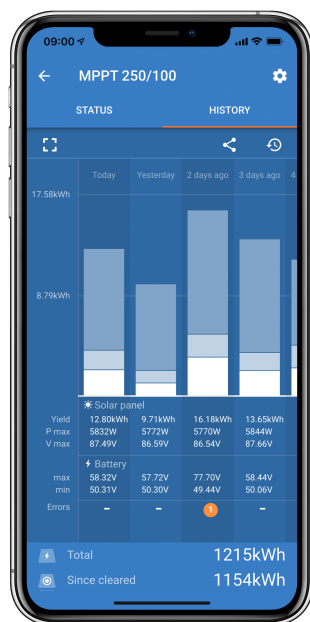 09:00
MPPT 250/100
STATUS HISTORY
Today Yesterday 2 days ago 3 days ago 4
17.58kWh
8.79kWh
Solar panel
Yield 12.80kWh 9.71kWh 16.18kWh 13.65kWh
P max 5832W 5772W 5770W 5844W
V max 87.49V 86.59V 86.54V 87.66V
Battery
max 58.32V 57.72V 77.70V 58.44V
min 50.31V 50.30V 49.44V 50.06V
Errors – – 1 –
Total 1215kWh
Since cleared 1154kWh